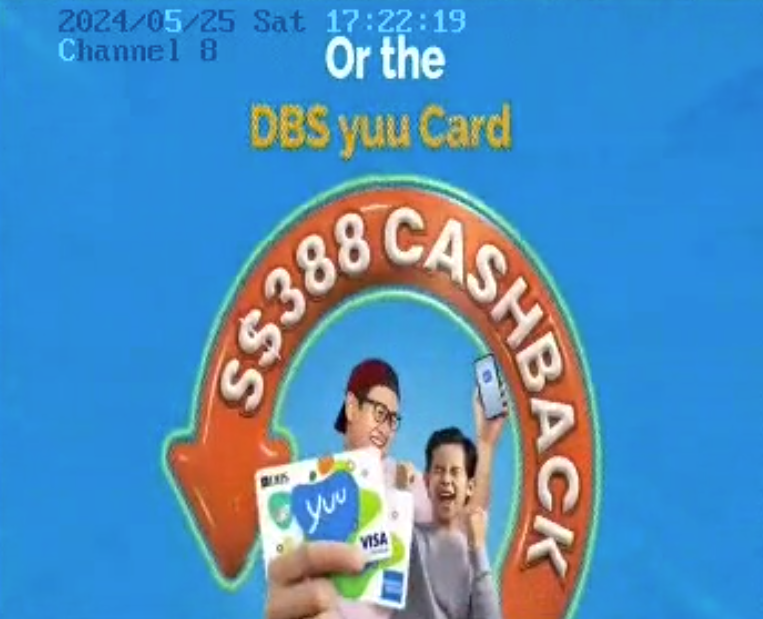 2024/05/25 Sat 17:22:19
Channel 8
Or the
DBS yuu Card
S$388 CASHBACK
DBS
yuu
VISA